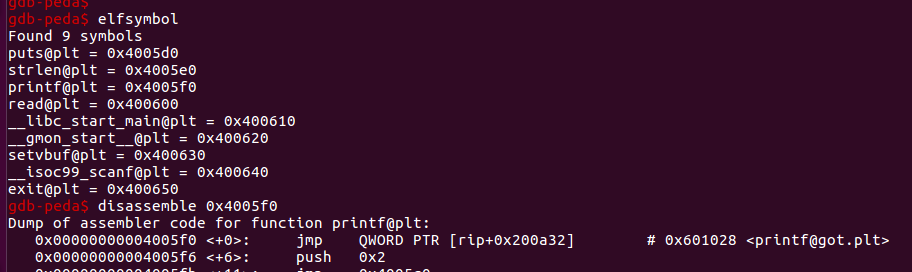 gdb-peda$
gdb-peda$ elfsymbol
Found 9 symbols
puts@plt = 0x4005d0
strlen@plt = 0x4005e0
printf@plt = 0x4005f0
read@plt = 0x400600
__libc_start_main@plt = 0x400610
__gmon_start__@plt = 0x400620
setvbuf@plt = 0x400630
__isoc99_scanf@plt = 0x400640
exit@plt = 0x400650
gdb-peda$ disassemble 0x4005f0
Dump of assembler code for function printf@plt:
   0x00000000004005f0 <+0>:     jmp    QWORD PTR [rip+0x200a32]        # 0x601028 <printf@got.plt>
   0x00000000004005f6 <+6>:     push   0x2